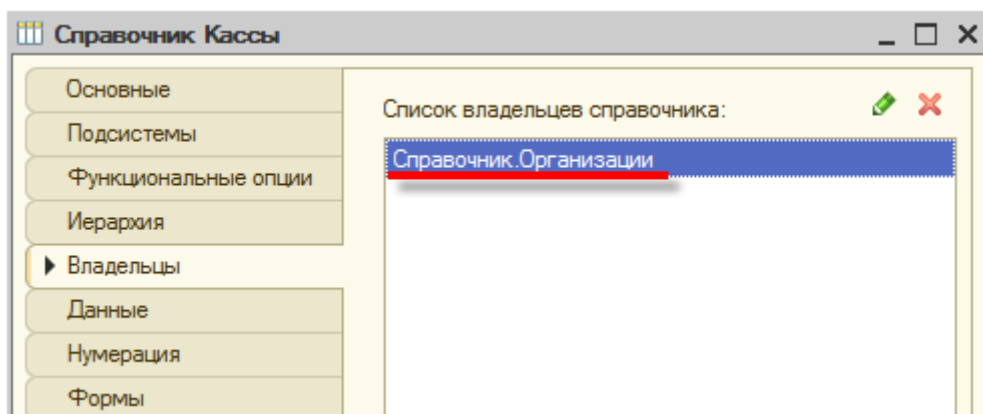 Справочник Кассы
Основные
Подсистемы
Функциональные опции
Иерархия
Владельцы
Данные
Нумерация
Формы
Список владельцев справочника:
Справочник.Организации